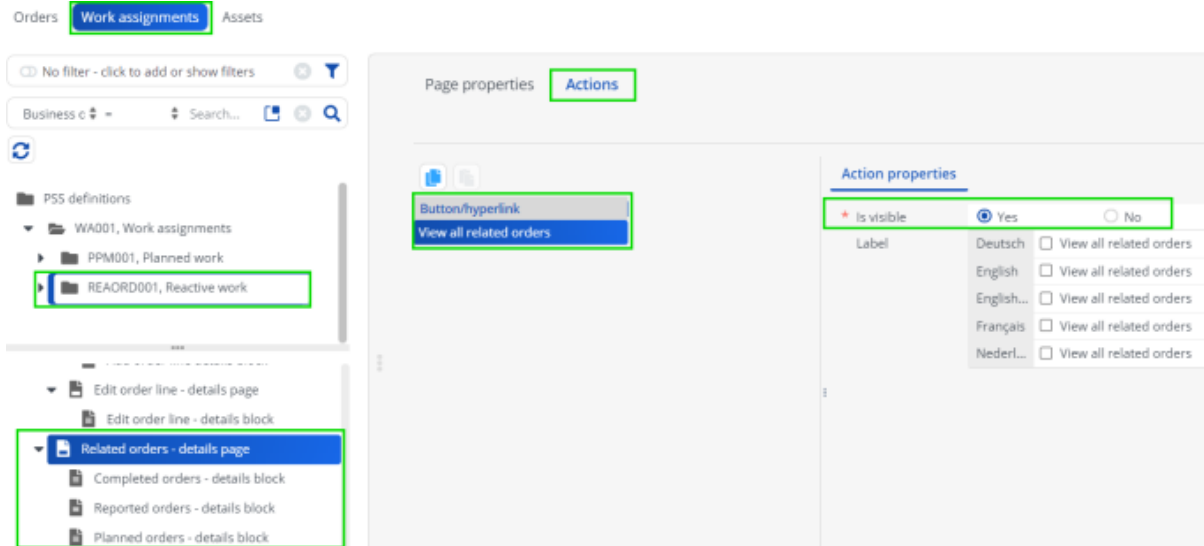 Orders Work assignments Assets
No filter - click to add or show filters
Business c = Search...
PSS definitions
WA001, Work assignments
PPM001, Planned work
REAORD001, Reactive work
Edit order line - details page
Edit order line - details block
Related orders - details page
Completed orders - details block
Reported orders - details block
Planned orders - details block
Page properties Actions
Button/hyperlink
View all related orders
Action properties
* Is visible Yes No
Label Deutsch View all related orders
English View all related orders
English... View all related orders
Français View all related orders
Nederl... View all related orders